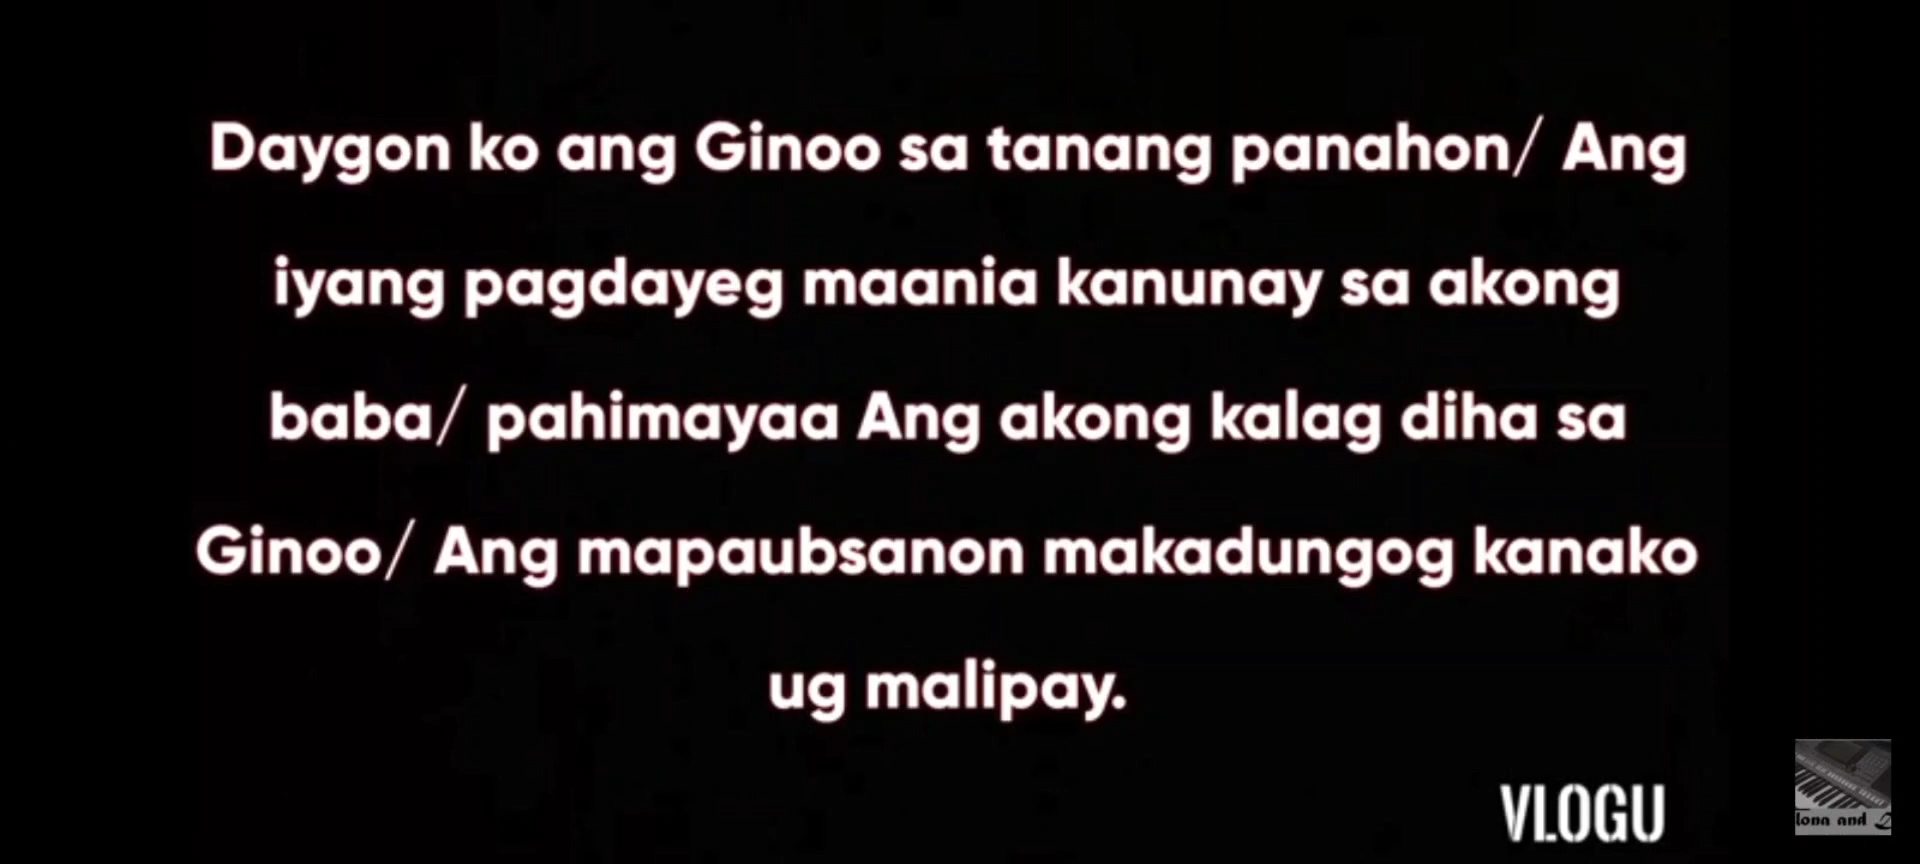 Daygon ko ang Ginoo sa tanang panahon/ Ang
iyang pagdayeg maania kanunay sa akong
baba/ pahimayaa Ang akong kalag diha sa
Ginoo/ Ang mapaubsanon makadungog kanako
ug malipay.
VLOGU
and